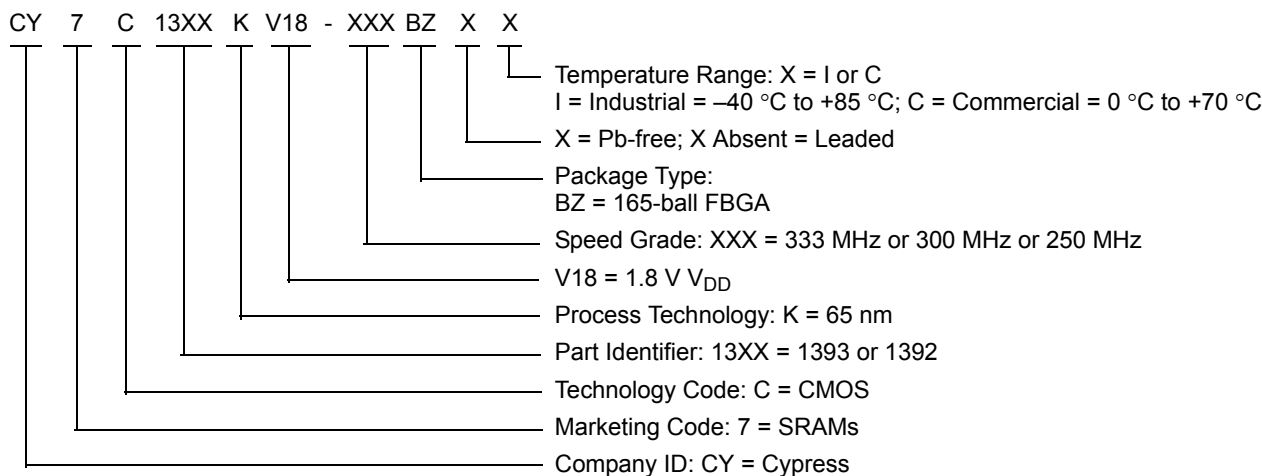 CY 7 C 13XX K V18 - XXX BZ X X
Temperature Range: X = I or C
I = Industrial = –40 °C to +85 °C; C = Commercial = 0 °C to +70 °C
X = Pb-free; X Absent = Leaded
Package Type:
BZ = 165-ball FBGA
Speed Grade: XXX = 333 MHz or 300 MHz or 250 MHz
V18 = 1.8 V VDD
Process Technology: K = 65 nm
Part Identifier: 13XX = 1393 or 1392
Technology Code: C = CMOS
Marketing Code: 7 = SRAMs
Company ID: CY = Cypress